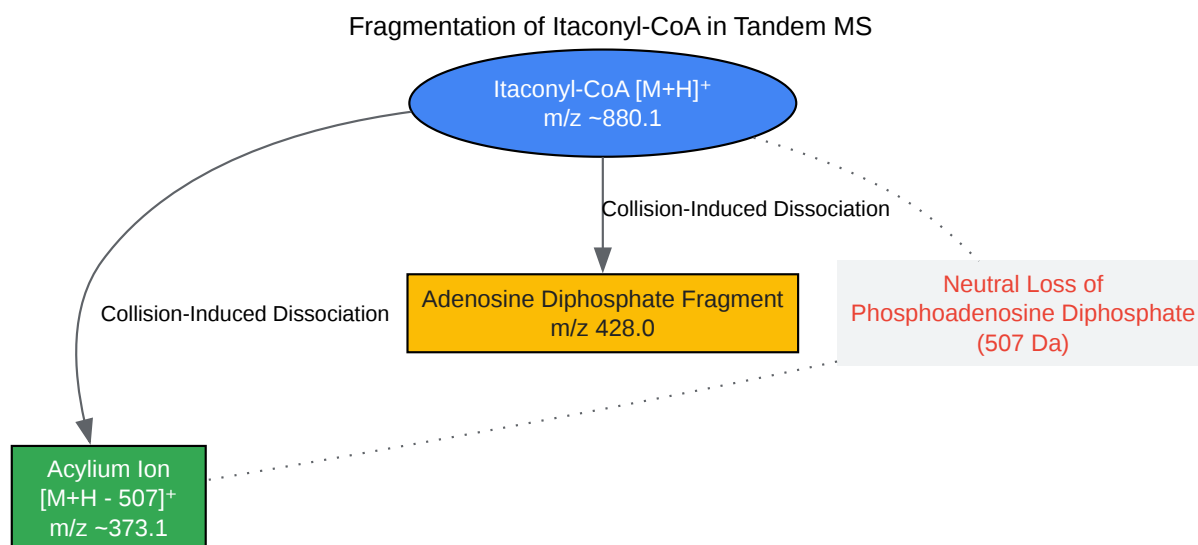 Fragmentation of Itaconyl-CoA in Tandem MS
Itaconyl-CoA [M+H]⁺
m/z ~880.1
Collision-Induced Dissociation
Adenosine Diphosphate Fragment
m/z 428.0
Neutral Loss of
Phosphoadenosine Diphosphate
(507 Da)
Collision-Induced Dissociation
Acylium Ion
[M+H - 507]⁺
m/z ~373.1